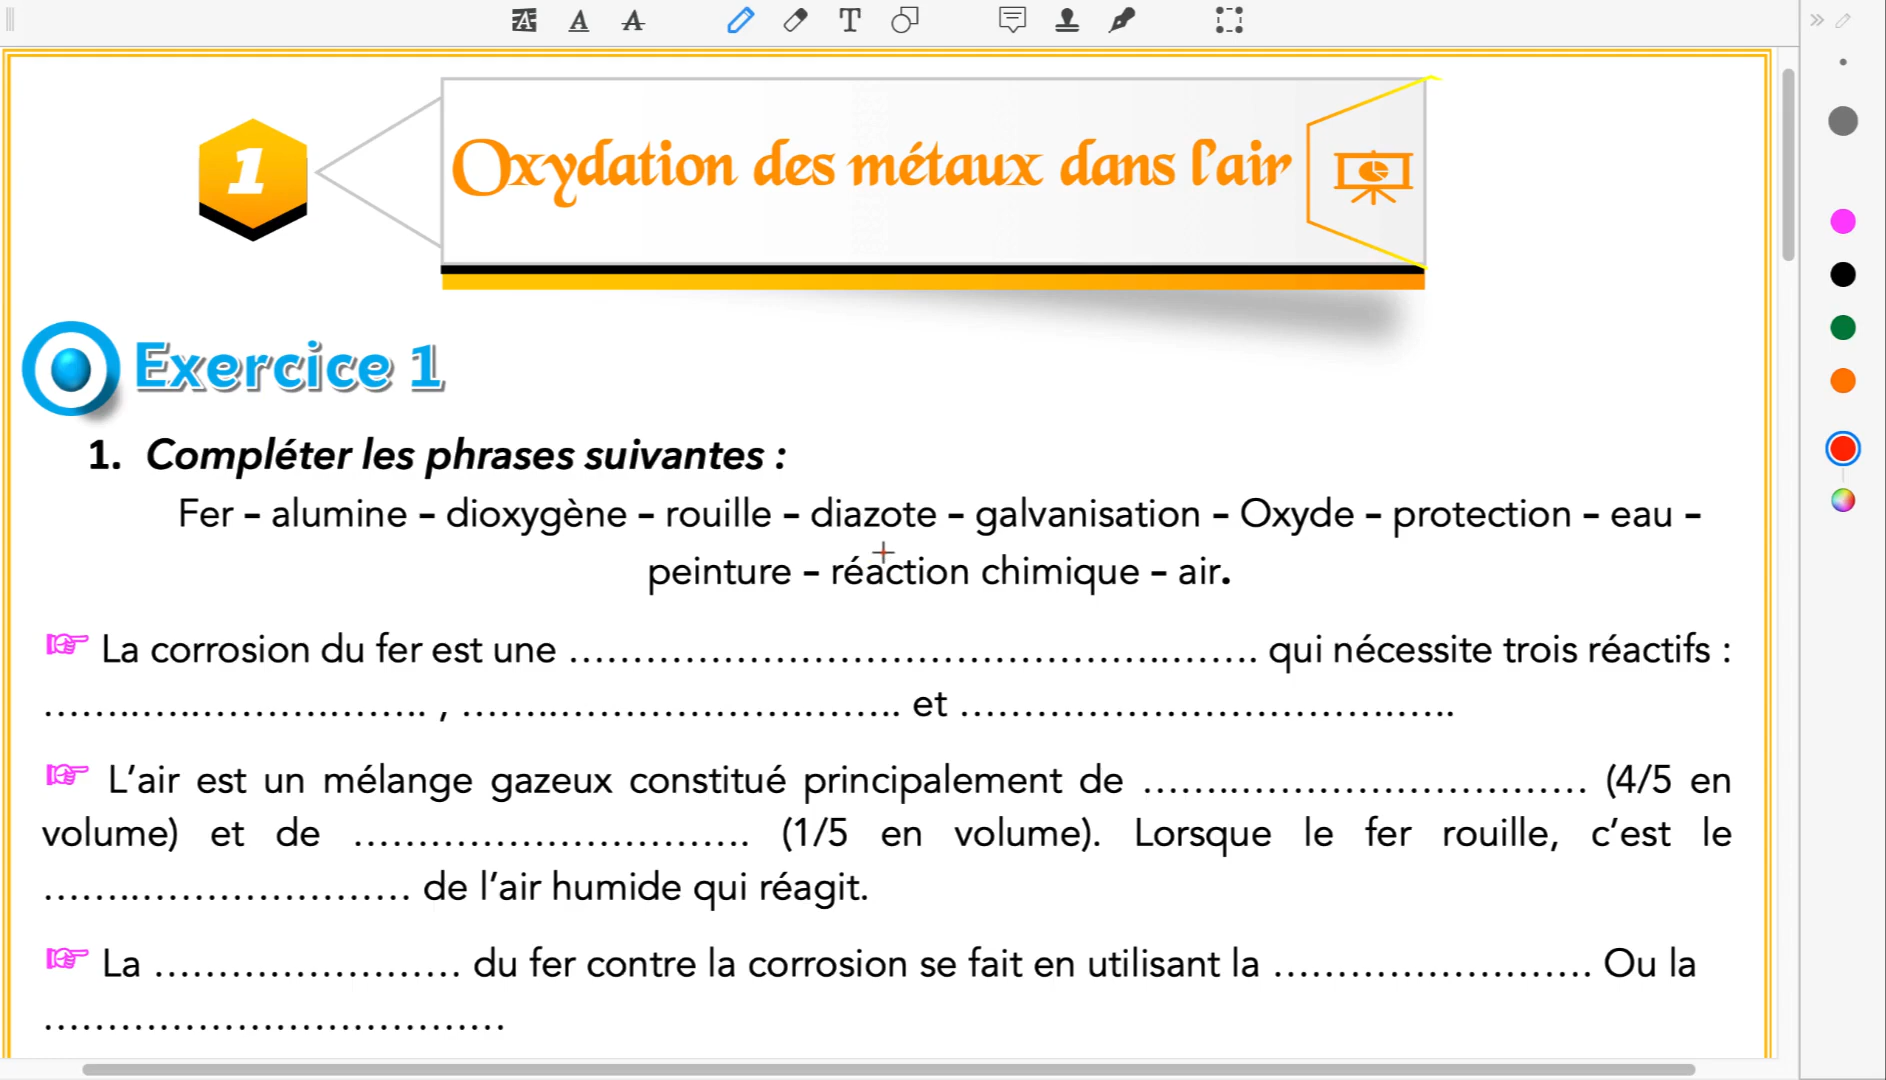 1
Oxydation des métaux dans l'air
Exercice 1
1. Compléter les phrases suivantes :
Fer – alumine – dioxygène – rouille – diazote – galvanisation – Oxyde – protection – eau –
peinture – réaction chimique – air.
☞ La corrosion du fer est une ……………………………………………….. qui nécessite trois réactifs :
………………………….. , …………………………….. et ………………………………….
☞ L’air est un mélange gazeux constitué principalement de ……………………………… (4/5 en
volume) et de …………………………. (1/5 en volume). Lorsque le fer rouille, c’est le
……………………….. de l’air humide qui réagit.
☞ La …………………… du fer contre la corrosion se fait en utilisant la ……………………. Ou la
………………………………